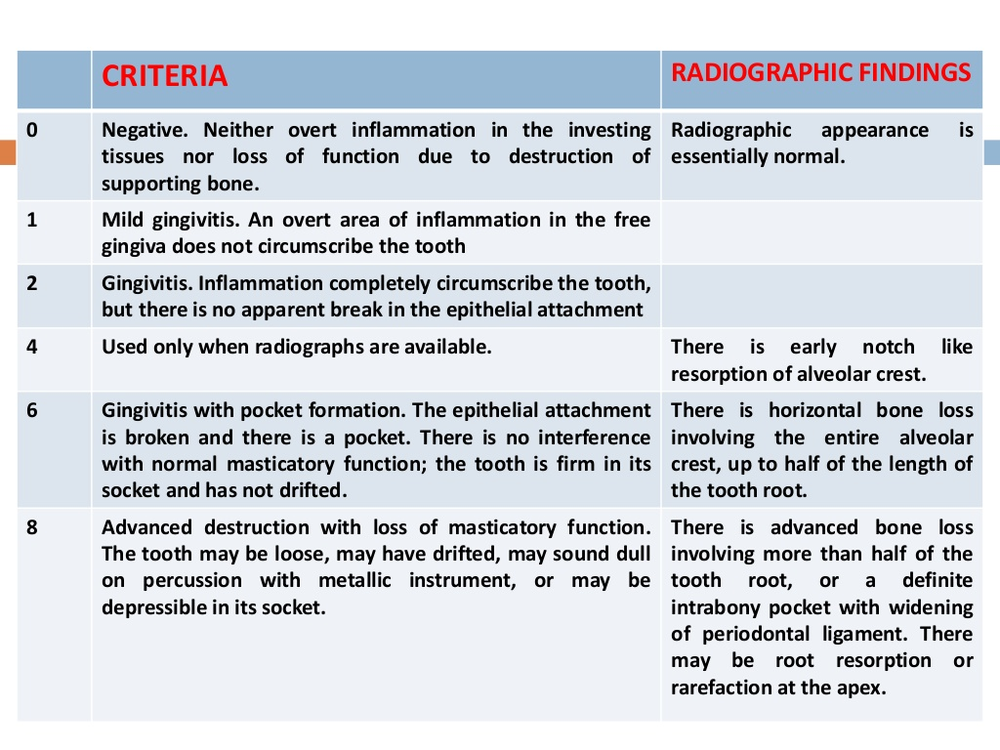 CRITERIA
RADIOGRAPHIC FINDINGS
0
Negative. Neither overt inflammation in the investing
tissues nor loss of function due to destruction of
supporting bone.
Radiographic appearance is
essentially normal.
1
Mild gingivitis. An overt area of inflammation in the free
gingiva does not circumscribe the tooth
2
Gingivitis. Inflammation completely circumscribe the tooth,
but there is no apparent break in the epithelial attachment
4
Used only when radiographs are available.
There is early notch like
resorption of alveolar crest.
6
Gingivitis with pocket formation. The epithelial attachment
is broken and there is a pocket. There is no interference
with normal masticatory function; the tooth is firm in its
socket and has not drifted.
There is horizontal bone loss
involving the entire alveolar
crest, up to half of the length of
the tooth root.
8
Advanced destruction with loss of masticatory function.
The tooth may be loose, may have drifted, may sound dull
on percussion with metallic instrument, or may be
depressible in its socket.
There is advanced bone loss
involving more than half of the
tooth root, or a definite
intrabony pocket with widening
of periodontal ligament. There
may be root resorption or
rarefaction at the apex.